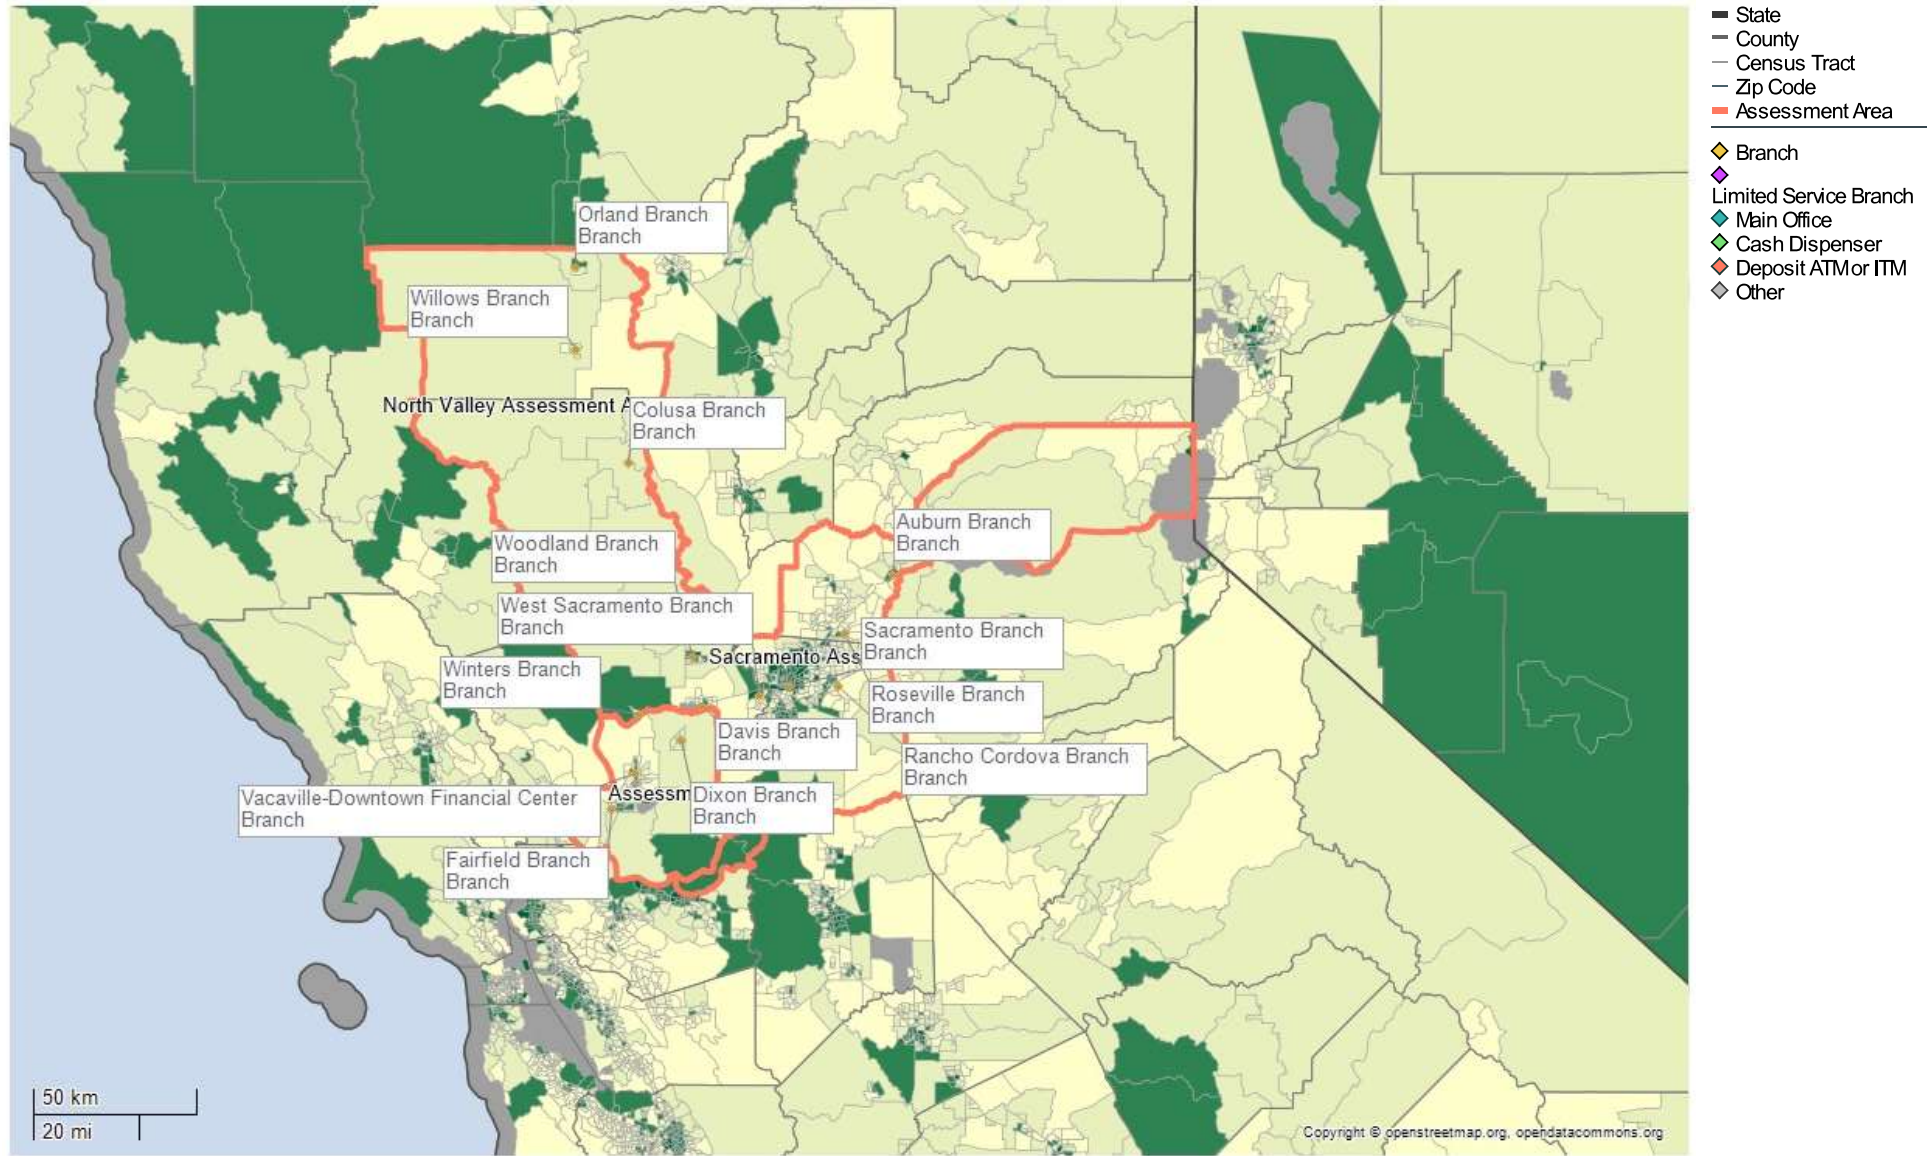 State
County
Census Tract
Zip Code
Assessment Area
Branch
Limited Service Branch
Main Office
Cash Dispenser
Deposit ATM or ITM
Other
Orland Branch
Branch
Willows Branch
Branch
North Valley Assessment A
Colusa Branch
Branch
Auburn Branch
Branch
Woodland Branch
Branch
West Sacramento Branch
Branch
Sacramento Branch
Branch
Sacramento Ass
Winters Branch
Branch
Roseville Branch
Branch
Davis Branch
Branch
Rancho Cordova Branch
Branch
Vacaville-Downtown Financial Center
Branch
Assessm
Dixon Branch
Branch
Fairfield Branch
Branch
50 km
20 mi
Copyright © openstreetmap.org, opendatacommons.org